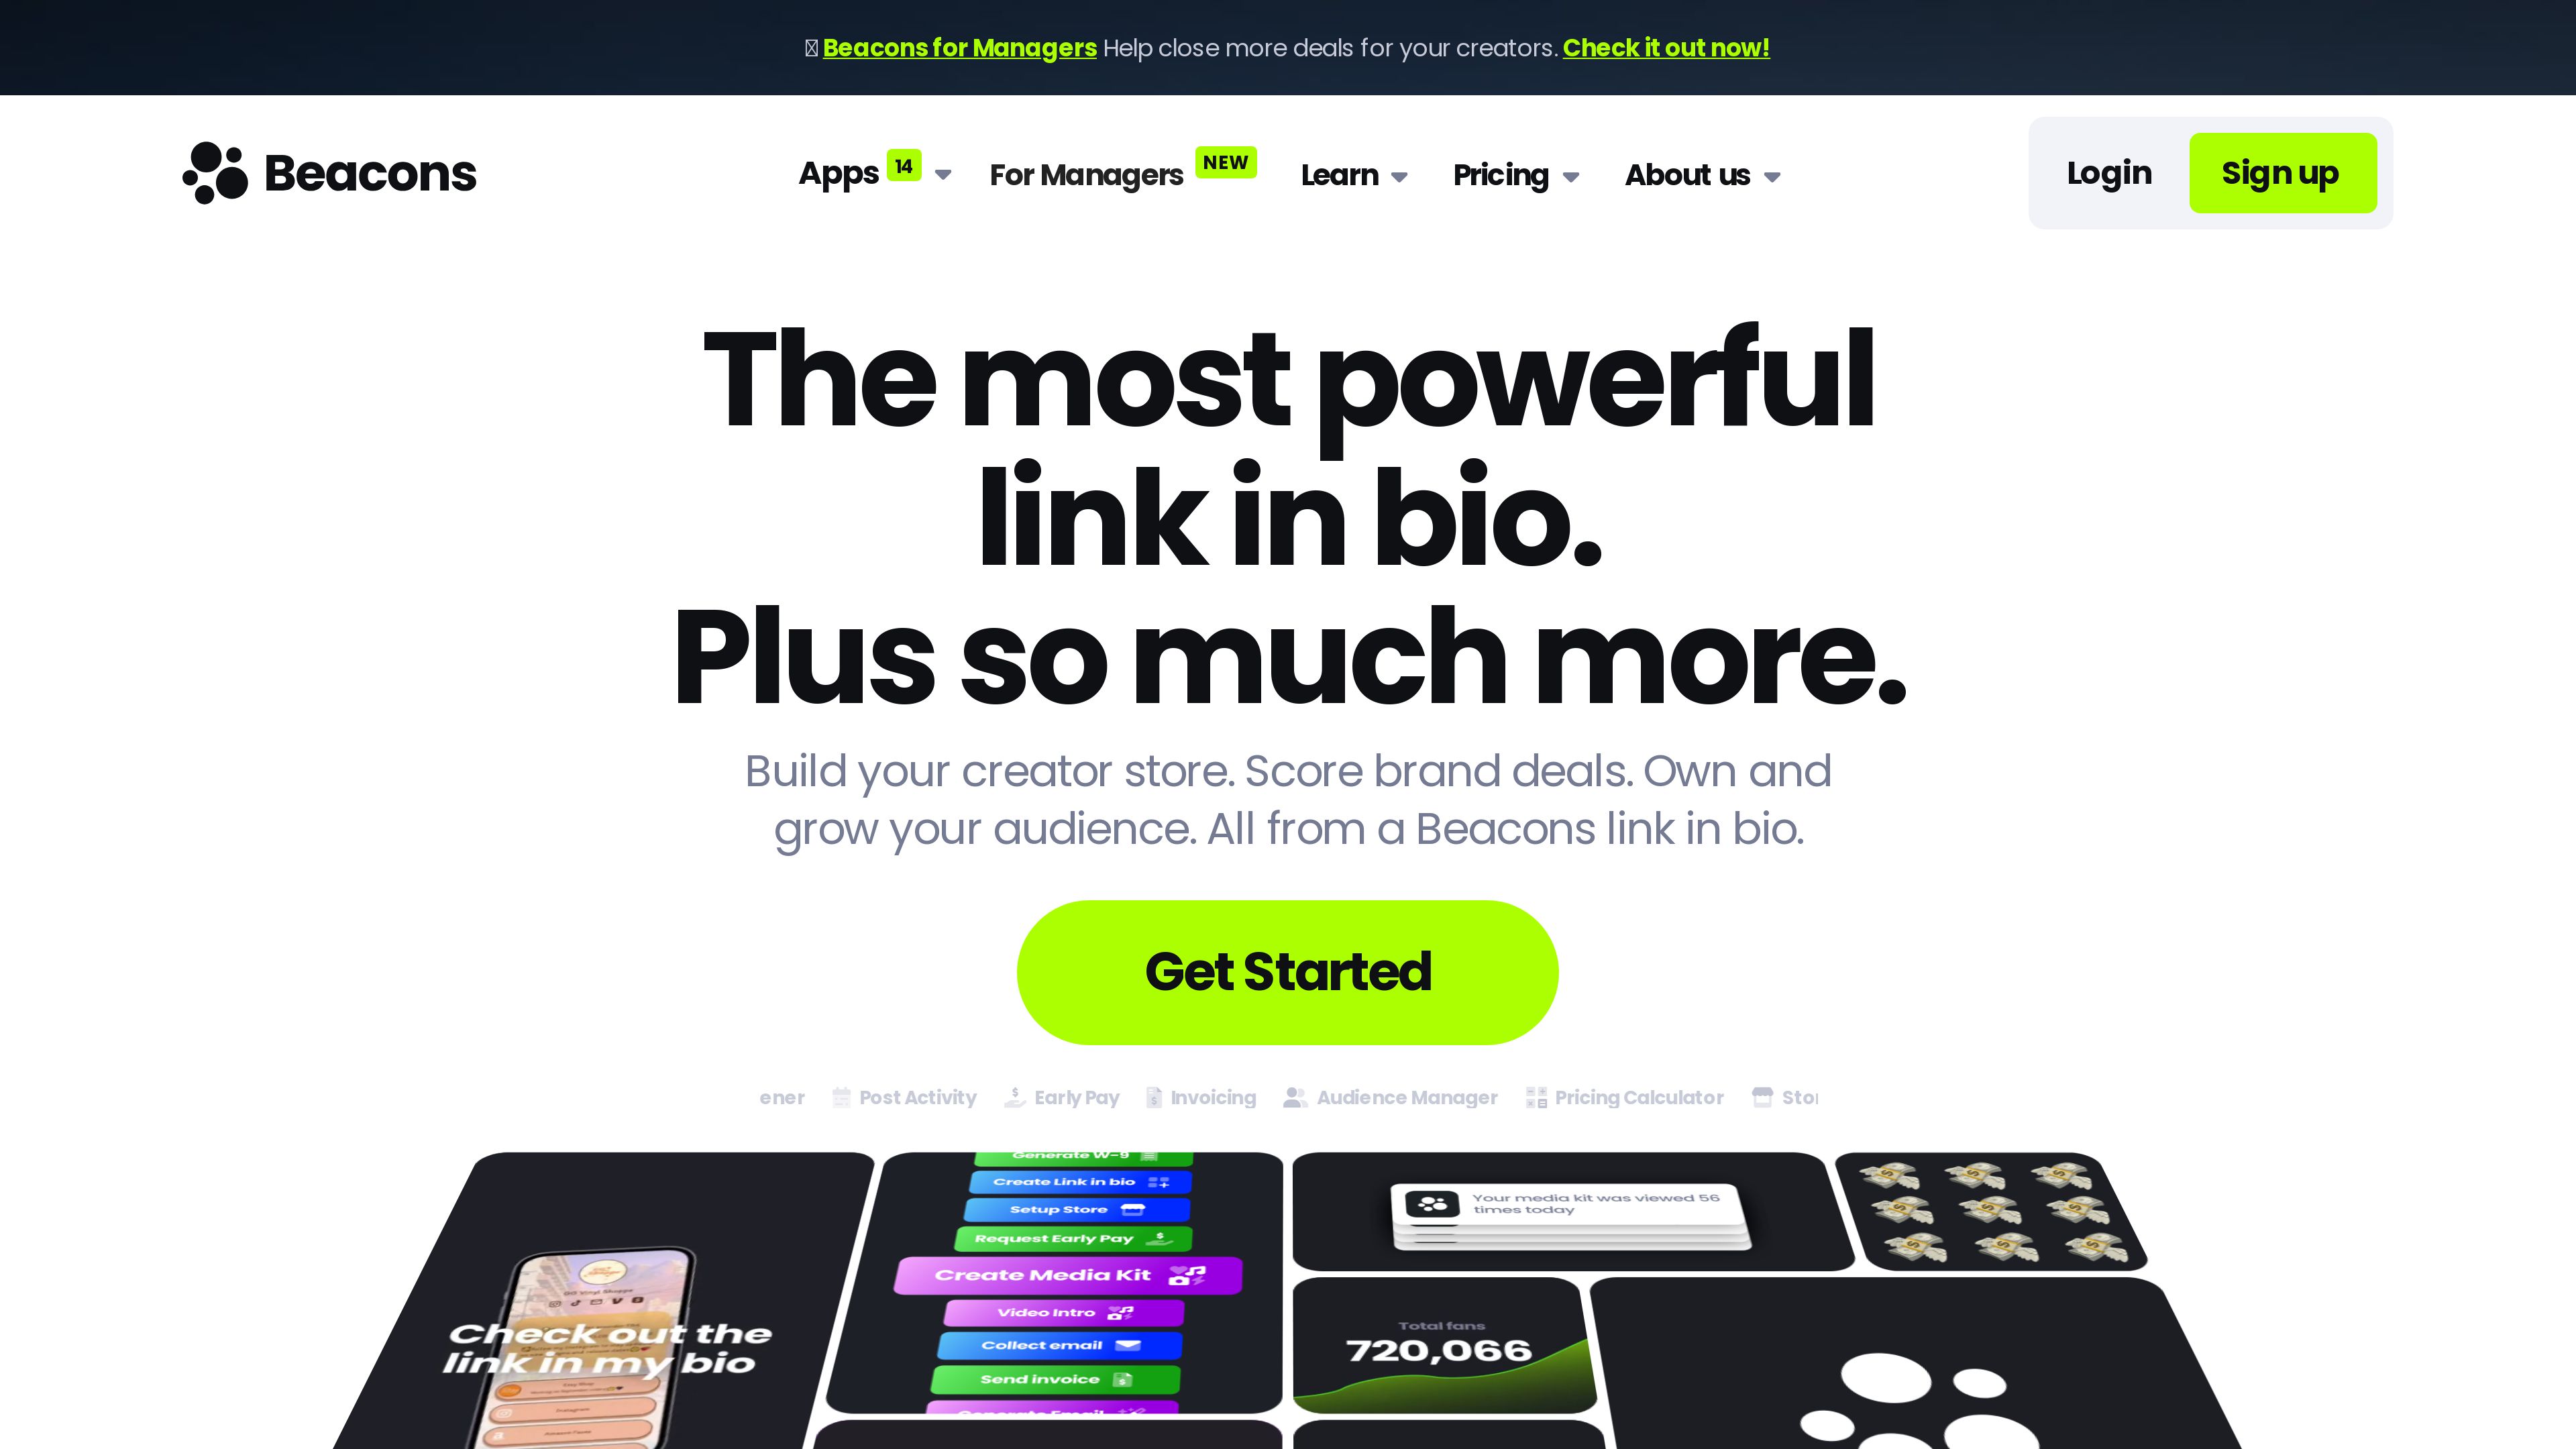 Beacons for Managers Help close more deals for your creators. Check it out now!
Beacons
Apps 14
For Managers NEW
Learn
Pricing
About us
Login
Sign up
The most powerful
link in bio.
Plus so much more.
Build your creator store. Score brand deals. Own and
grow your audience. All from a Beacons link in bio.
Get Started
ener Post Activity Early Pay Invoicing Audience Manager Pricing Calculator Stor
Check out the
link in my bio
Instagram
Generate W-9
Create Link in bio
Setup Store
Request Early Pay
Create Media Kit
Video Intro
Collect email
Send invoice
Generate Email
Your media kit was viewed 56
times today
Total fans
720,066